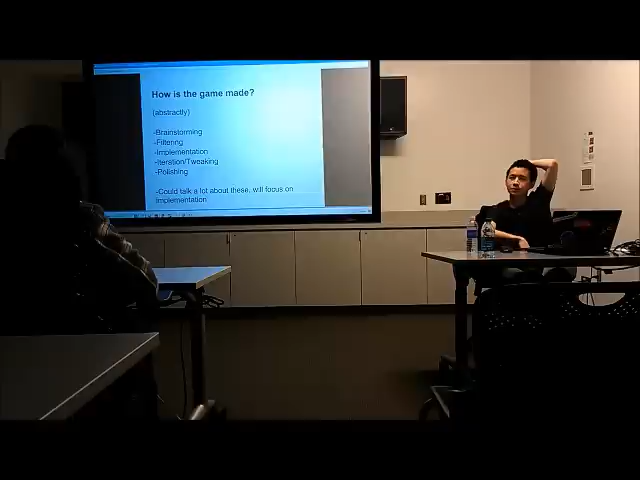 How is the game made?
(abstractly)
-Brainstorming
-Filtering
-Implementation
-Iteration/Tweaking
-Polishing
-Could talk a lot about these, will focus on
implementation